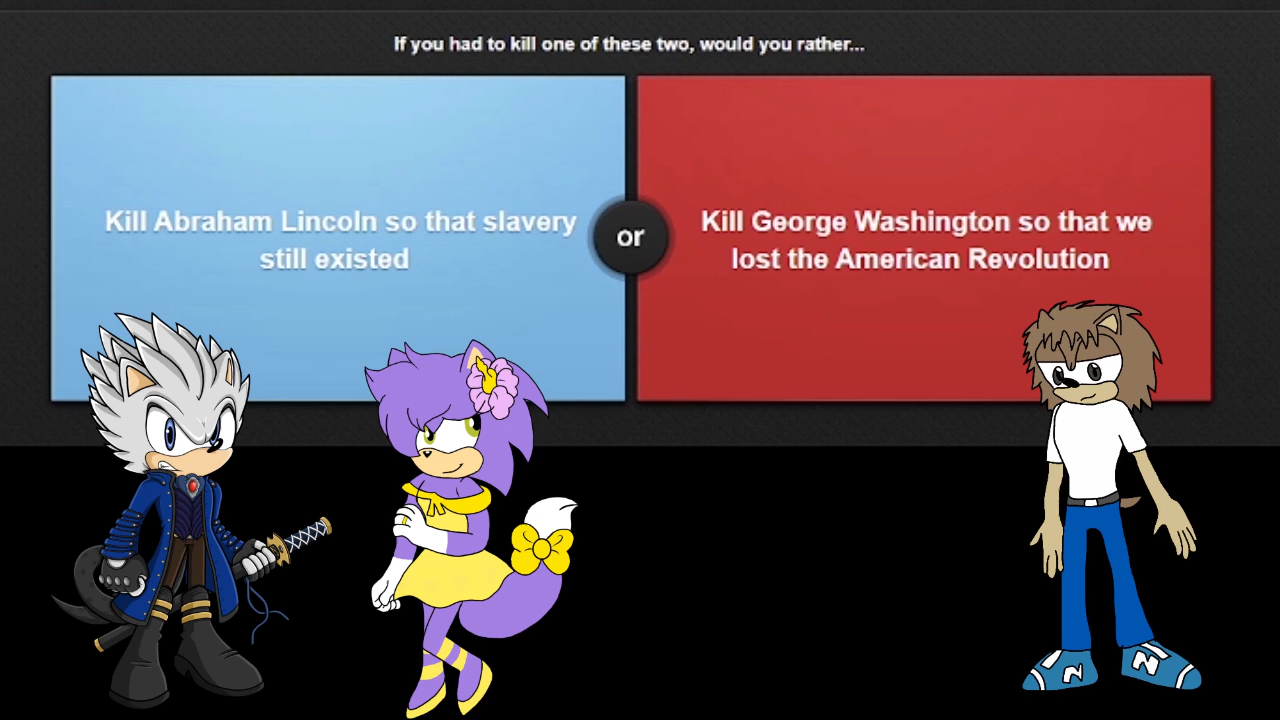 If you had to kill one of these two, would you rather...
Kill Abraham Lincoln so that slavery
still existed
or
Kill George Washington so that we
lost the American Revolution
N
N